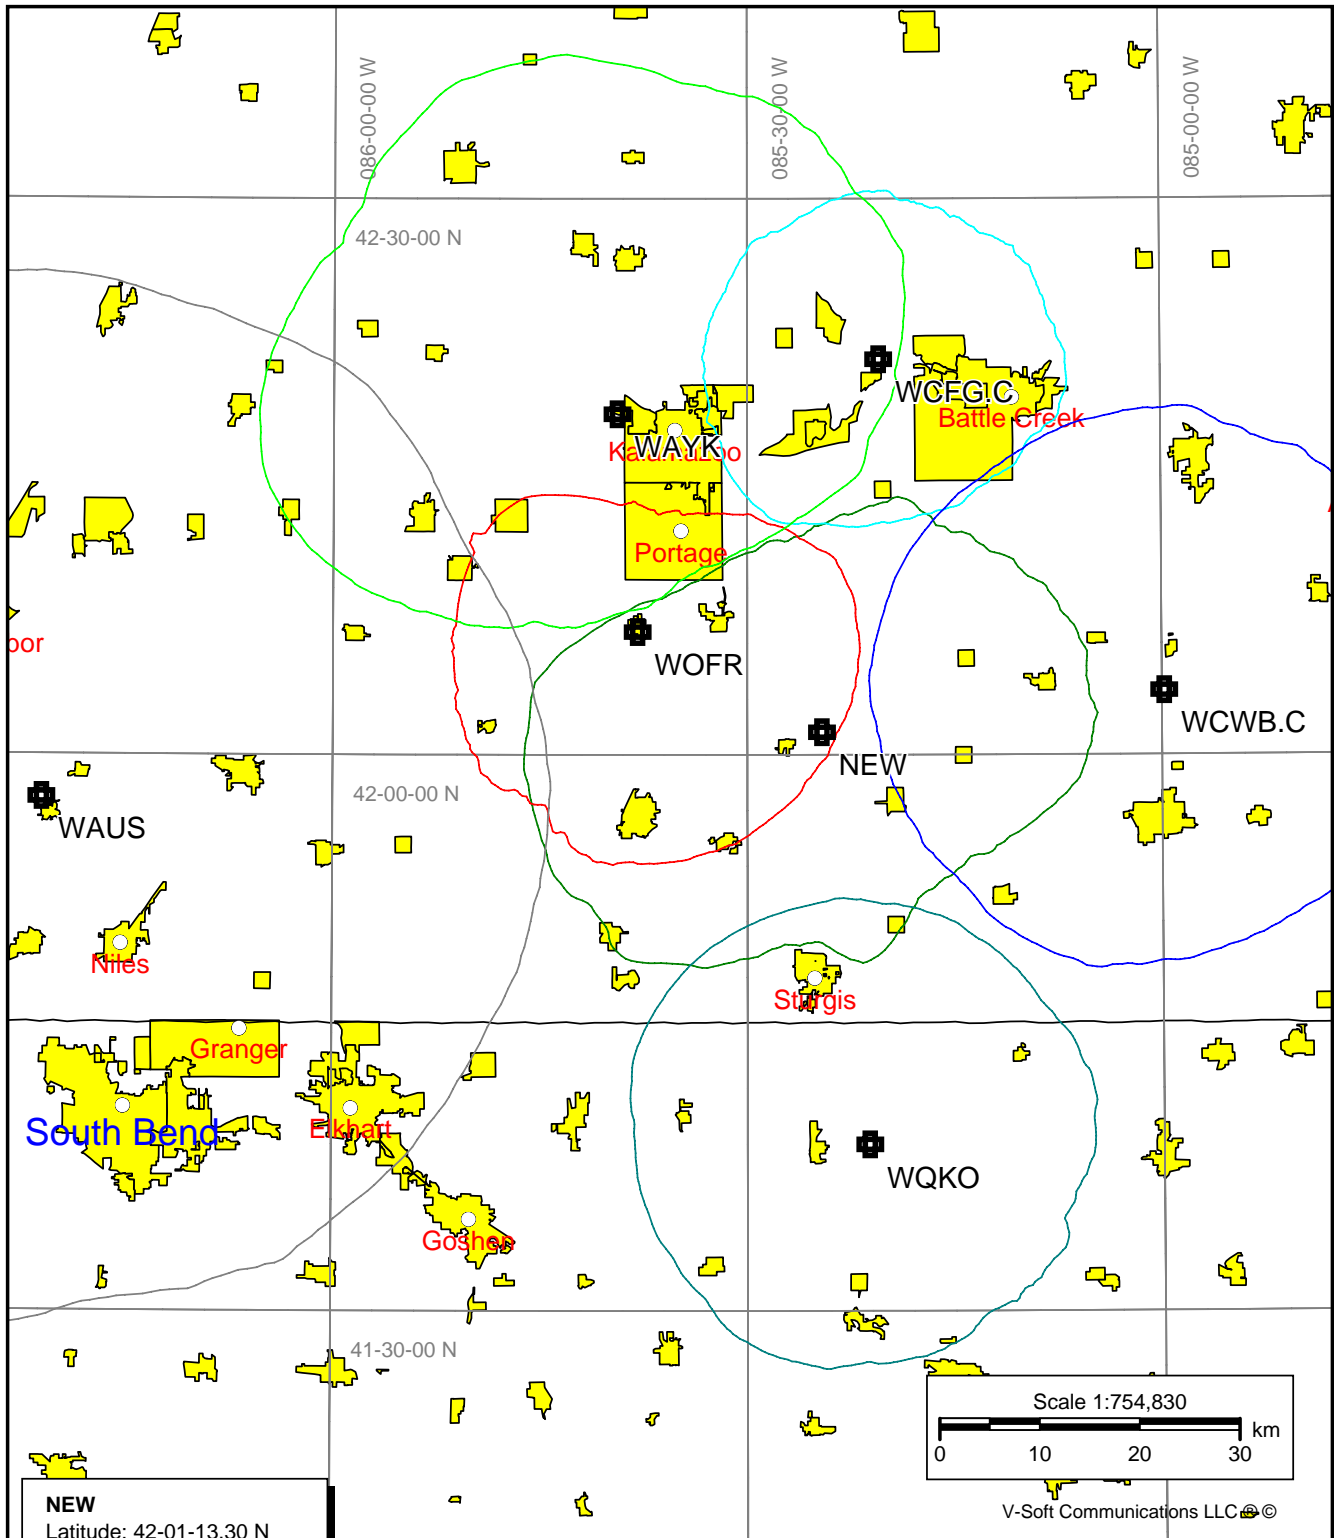 086-00-00 W
085-30-00 W
085-00-00 W
42-30-00 N
WCFG.C
Battle Creek
WAYK
Kalamazoo
Portage
oor
WOFR
WCWB.C
NEW
42-00-00 N
WAUS
Niles
Sturgis
Granger
South Bend
Elkhart
WQKO
Goshen
41-30-00 N
Scale 1:754,830
km
0 10 20 30
V-Soft Communications LLC ® ©
NEW
Latitude: 42-01-13.30 N